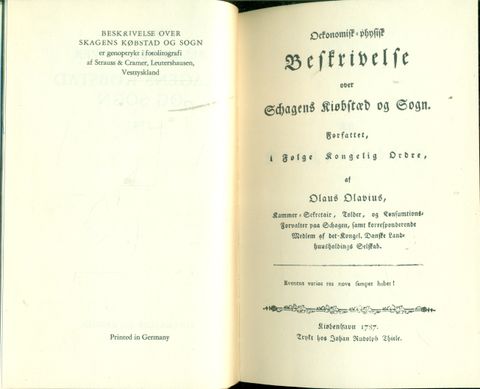 BESKRIVELSE OVER
SKAGENS KØBSTAD OG SOGN
er genoptrykt i fotolitografi
af Strauss & Cramer, Leutershausen,
Vesttyskland
Printed in Germany
Oekonomisk-physisk
Beskrivelse
over
Schagens Kiøbstæd og Sogn.
Forfattet,
i Følge Kongelig Ordre,
af
Olaus Olavius,
Kammer-Sekretair, Tolder, og Consumtions-
Forvalter paa Schagen, samt korresponderende
Medlem af det Kongel. Danske Land-
huusholdings Selskab.
Eventus varios res nova semper habet!
Kiøbenhavn 1787.
Trykt hos Johan Rudolph Thiele.